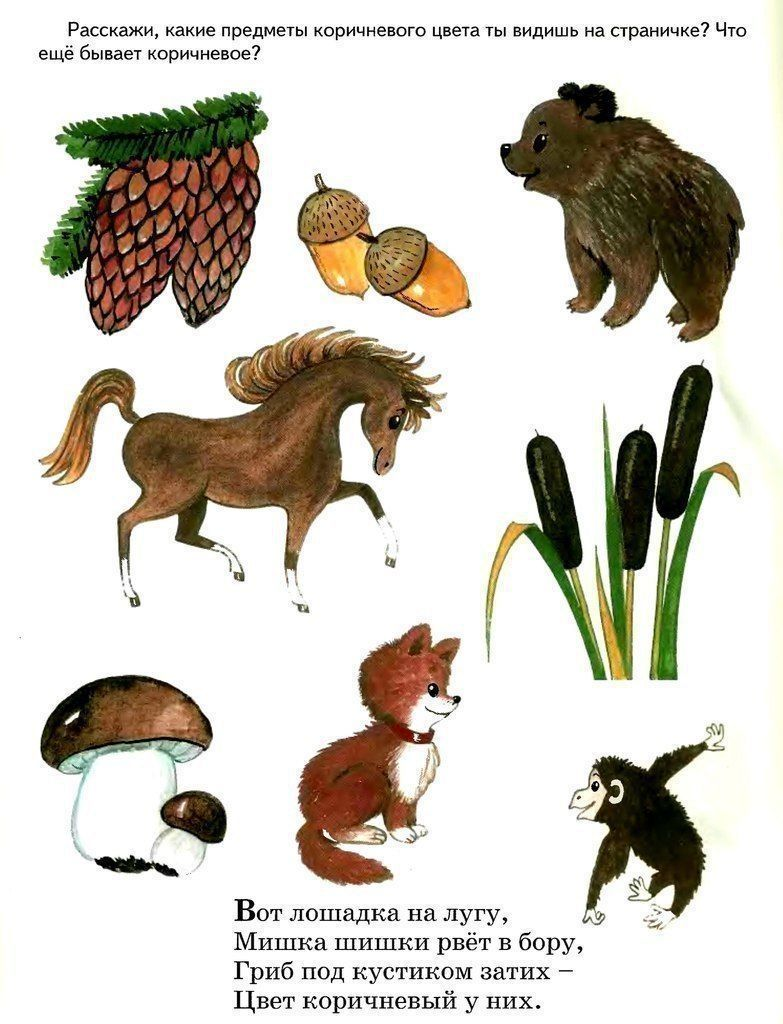 Расскажи, какие предметы коричневого цвета ты видишь на страничке? Что
ещё бывает коричневое?
Вот лошадка на лугу,
Мишка шишки рвёт в бору,
Гриб под кустиком затих –
Цвет коричневый у них.